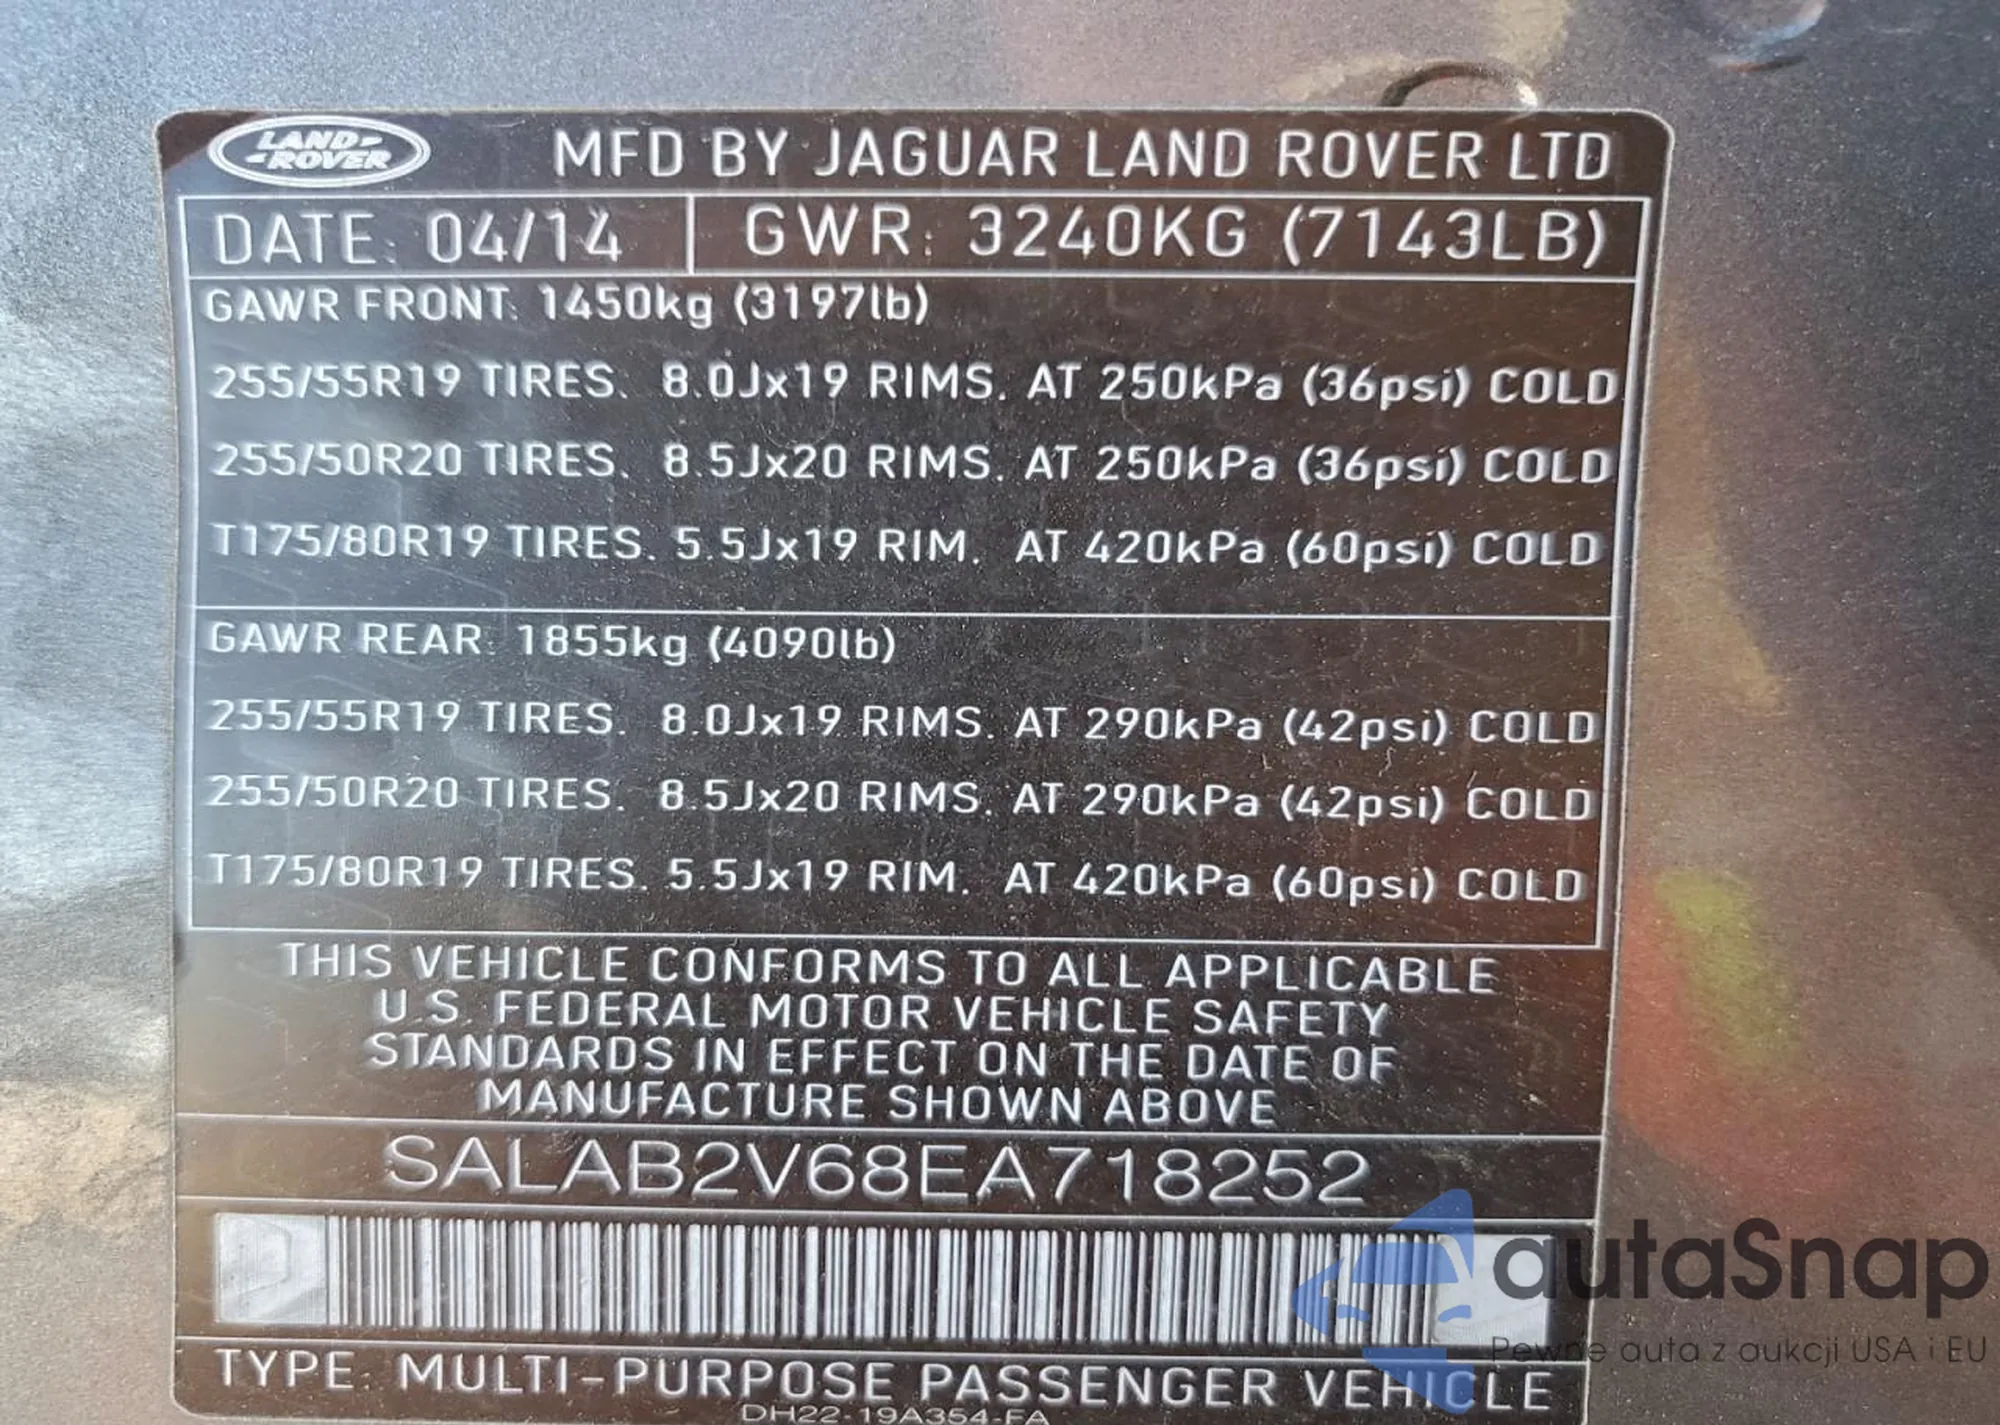 LAND ROVER
MFD BY JAGUAR LAND ROVER LTD
DATE: 04/14 GWR: 3240KG (7143LB)
GAWR FRONT: 1450kg (3197lb)
255/55R19 TIRES. 8.0Jx19 RIMS. AT 250kPa (36psi) COLD
255/50R20 TIRES. 8.5Jx20 RIMS. AT 250kPa (36psi) COLD
T175/80R19 TIRES. 5.5Jx19 RIM. AT 420kPa (60psi) COLD
GAWR REAR: 1855kg (4090lb)
255/55R19 TIRES. 8.0Jx19 RIMS. AT 290kPa (42psi) COLD
255/50R20 TIRES. 8.5Jx20 RIMS. AT 290kPa (42psi) COLD
T175/80R19 TIRES. 5.5Jx19 RIM. AT 420kPa (60psi) COLD
THIS VEHICLE CONFORMS TO ALL APPLICABLE
U.S. FEDERAL MOTOR VEHICLE SAFETY
STANDARDS IN EFFECT ON THE DATE OF
MANUFACTURE SHOWN ABOVE
SALAB2V68EA718252
autaSnap
Pewne auta z aukcji USA i EU
TYPE: MULTI-PURPOSE PASSENGER VEHICLE
DH22-19A354-FA